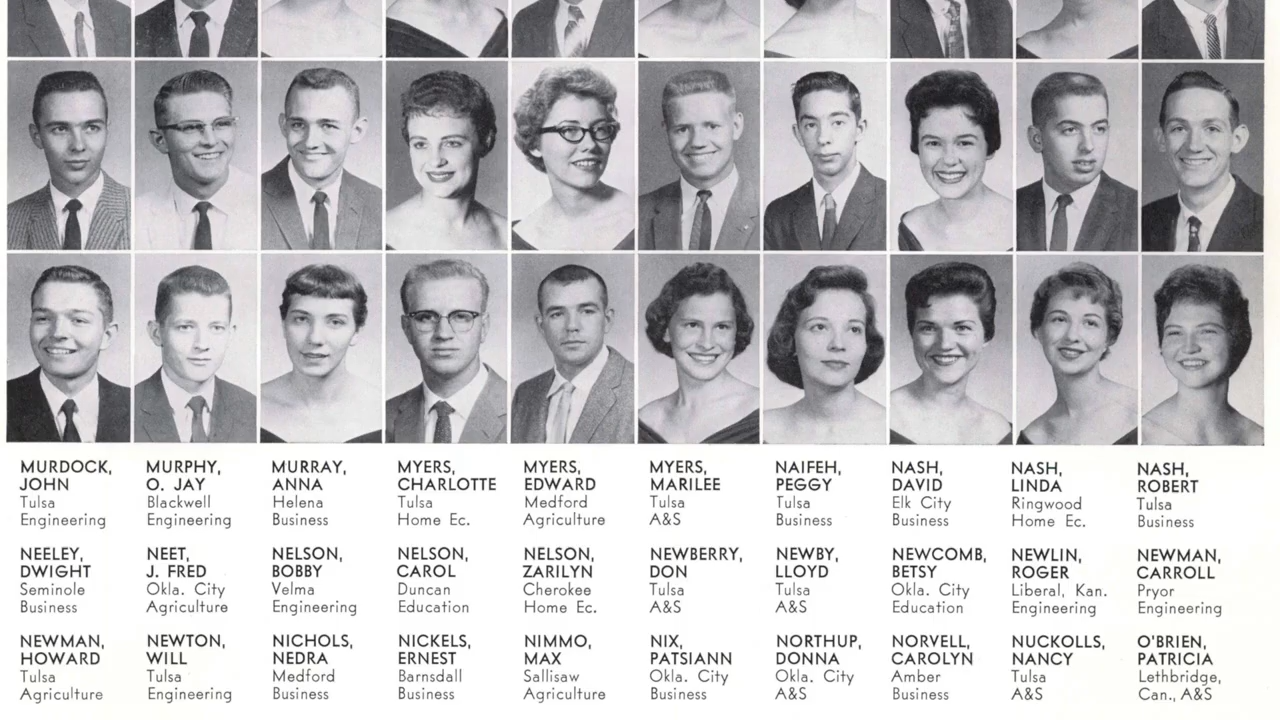 MURDOCK,
JOHN
Tulsa
Engineering
MURPHY,
O. JAY
Blackwell
Engineering
MURRAY,
ANNA
Helena
Business
MYERS,
CHARLOTTE
Tulsa
Home Ec.
MYERS,
EDWARD
Medford
Agriculture
MYERS,
MARILEE
Tulsa
A&S
NAIFEH,
PEGGY
Tulsa
Business
NASH,
DAVID
Elk City
Business
NASH,
LINDA
Ringwood
Home Ec.
NASH,
ROBERT
Tulsa
Business
NEELEY,
DWIGHT
Seminole
Business
NEET,
J. FRED
Okla. City
Agriculture
NELSON,
BOBBY
Velma
Engineering
NELSON,
CAROL
Duncan
Education
NELSON,
ZARILYN
Cherokee
Home Ec.
NEWBERRY,
DON
Tulsa
A&S
NEWBY,
LLOYD
Tulsa
A&S
NEWCOMB,
BETSY
Okla. City
Education
NEWLIN,
ROGER
Liberal, Kan.
Engineering
NEWMAN,
CARROLL
Pryor
Engineering
NEWMAN,
HOWARD
Tulsa
Agriculture
NEWTON,
WILL
Tulsa
Engineering
NICHOLS,
NEDRA
Medford
Business
NICKELS,
ERNEST
Barnsdall
Business
NIMMO,
MAX
Sallisaw
Agriculture
NIX,
PATSIANN
Okla. City
Business
NORTHUP,
DONNA
Okla. City
A&S
NORVELL,
CAROLYN
Amber
Business
NUCKOLLS,
NANCY
Tulsa
A&S
O'BRIEN,
PATRICIA
Lethbridge,
Can., A&S